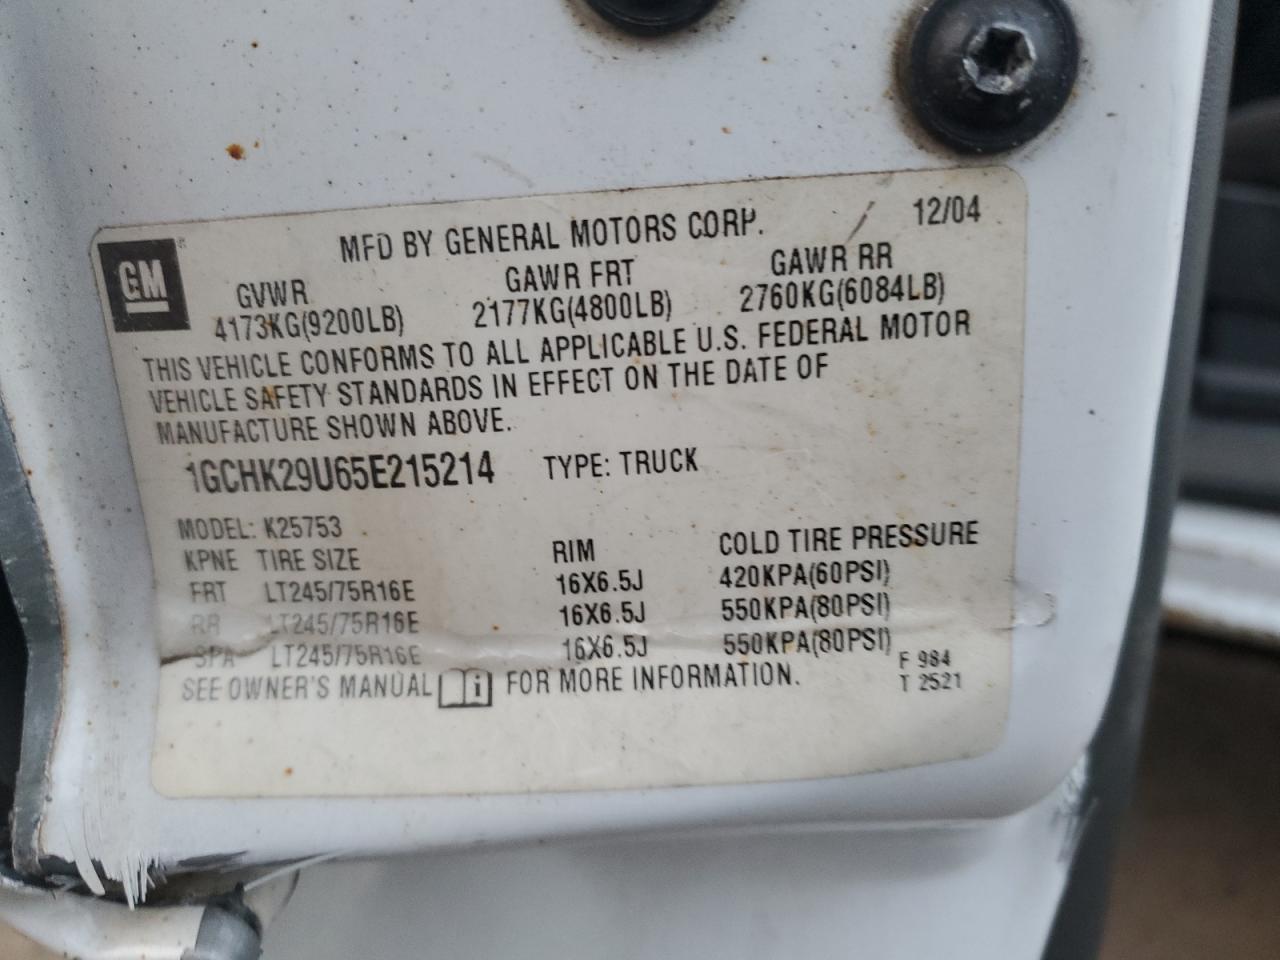 GM
MFD BY GENERAL MOTORS CORP. 12/04
GVWR GAWR FRT GAWR RR
4173KG(9200LB) 2177KG(4800LB) 2760KG(6084LB)
THIS VEHICLE CONFORMS TO ALL APPLICABLE U.S. FEDERAL MOTOR
VEHICLE SAFETY STANDARDS IN EFFECT ON THE DATE OF
MANUFACTURE SHOWN ABOVE.
1GCHK29U65E215214 TYPE: TRUCK
MODEL: K25753
KPNE TIRE SIZE RIM COLD TIRE PRESSURE
FRT LT245/75R16E 16X6.5J 420KPA(60PSI)
RR LT245/75R16E 16X6.5J 550KPA(80PSI)
SPA LT245/75R16E 16X6.5J 550KPA(80PSI)
SEE OWNER'S MANUAL i FOR MORE INFORMATION.
F 984
T 2521